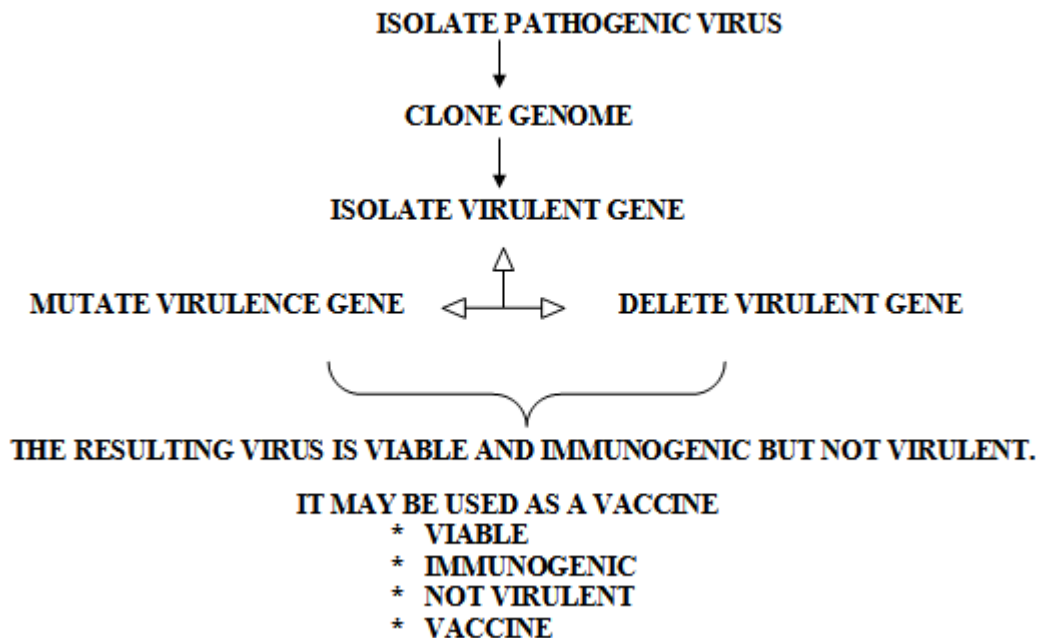 ISOLATE PATHOGENIC VIRUS
CLONE GENOME
ISOLATE VIRULENT GENE
MUTATE VIRULENCE GENE
DELETE VIRULENT GENE
THE RESULTING VIRUS IS VIABLE AND IMMUNOGENIC BUT NOT VIRULENT.
IT MAY BE USED AS A VACCINE
* VIABLE
* IMMUNOGENIC
* NOT VIRULENT
* VACCINE